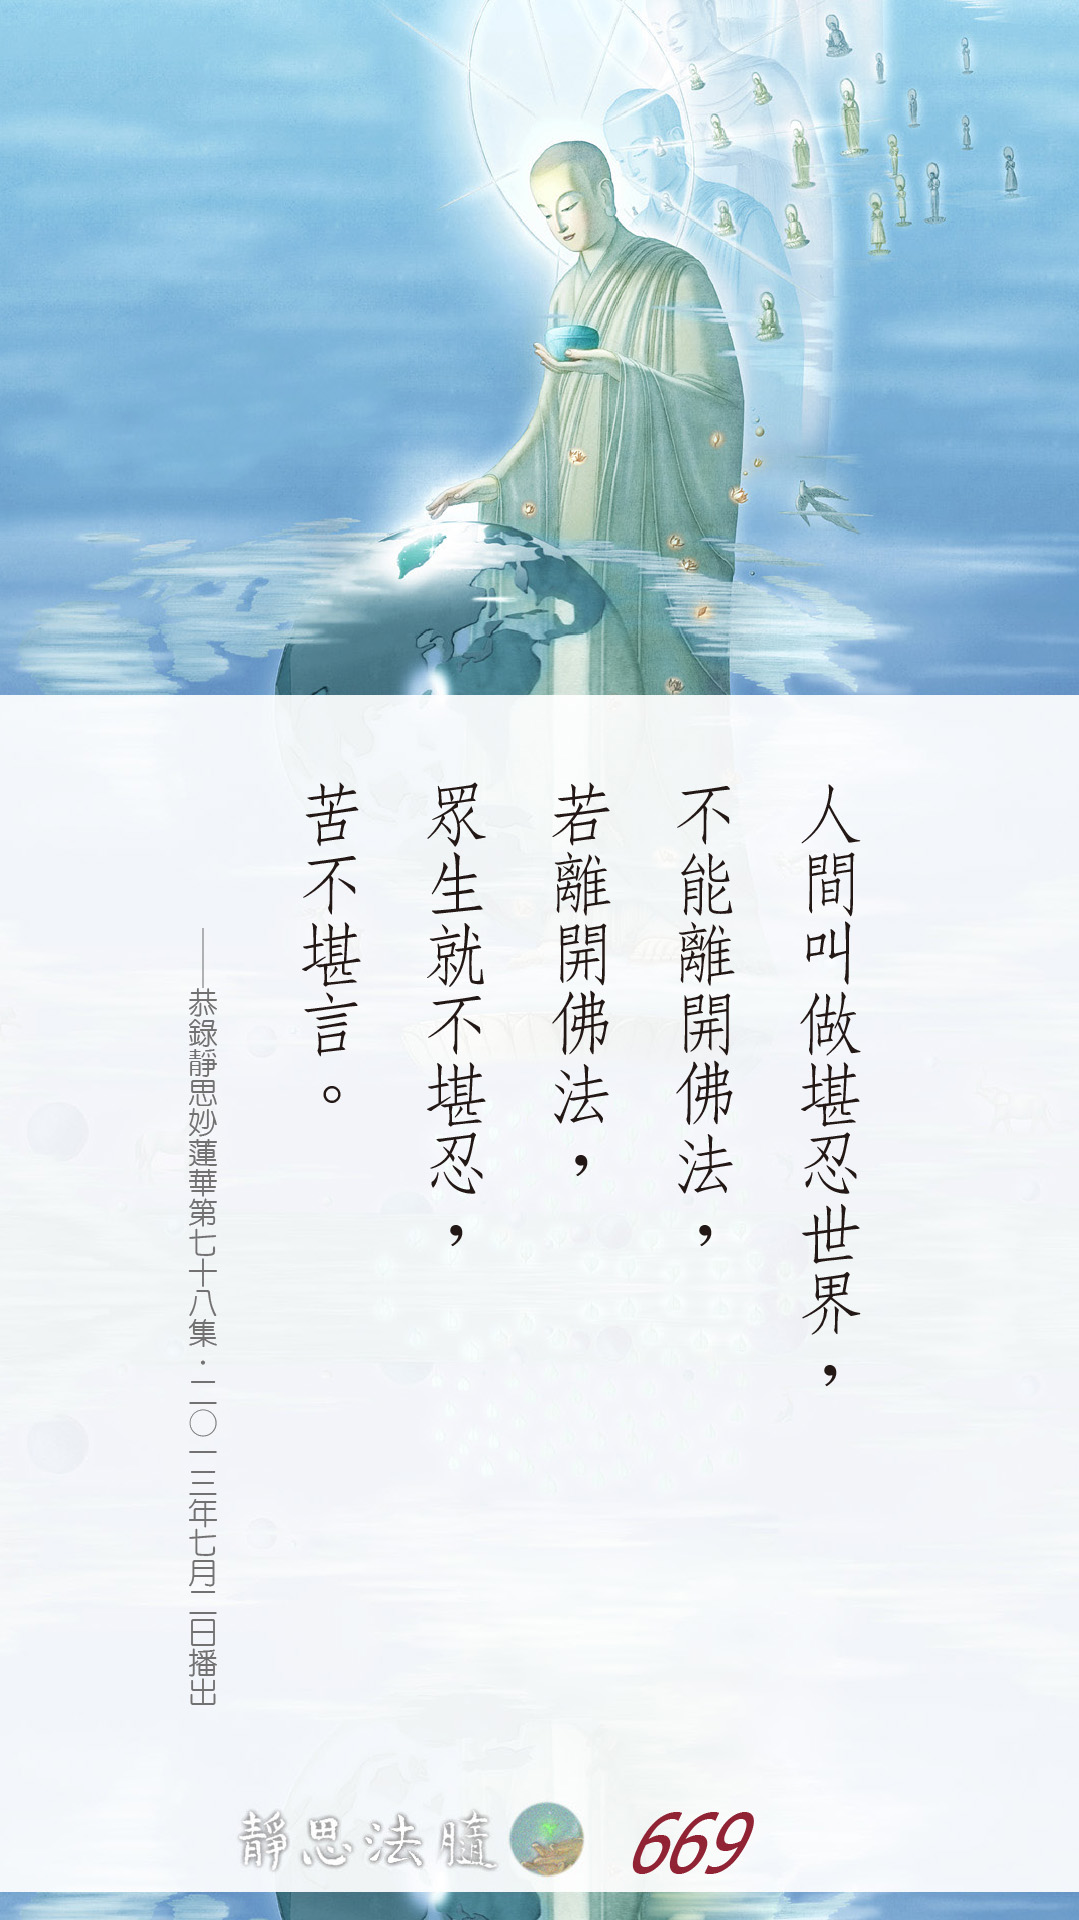 人間叫做堪忍世界，
不能離開佛法，
若離開佛法，
眾生就不堪忍，
苦不堪言。
——恭錄靜思妙蓮華第七十八集．二〇一三年七月二日播出
靜思法髓
669